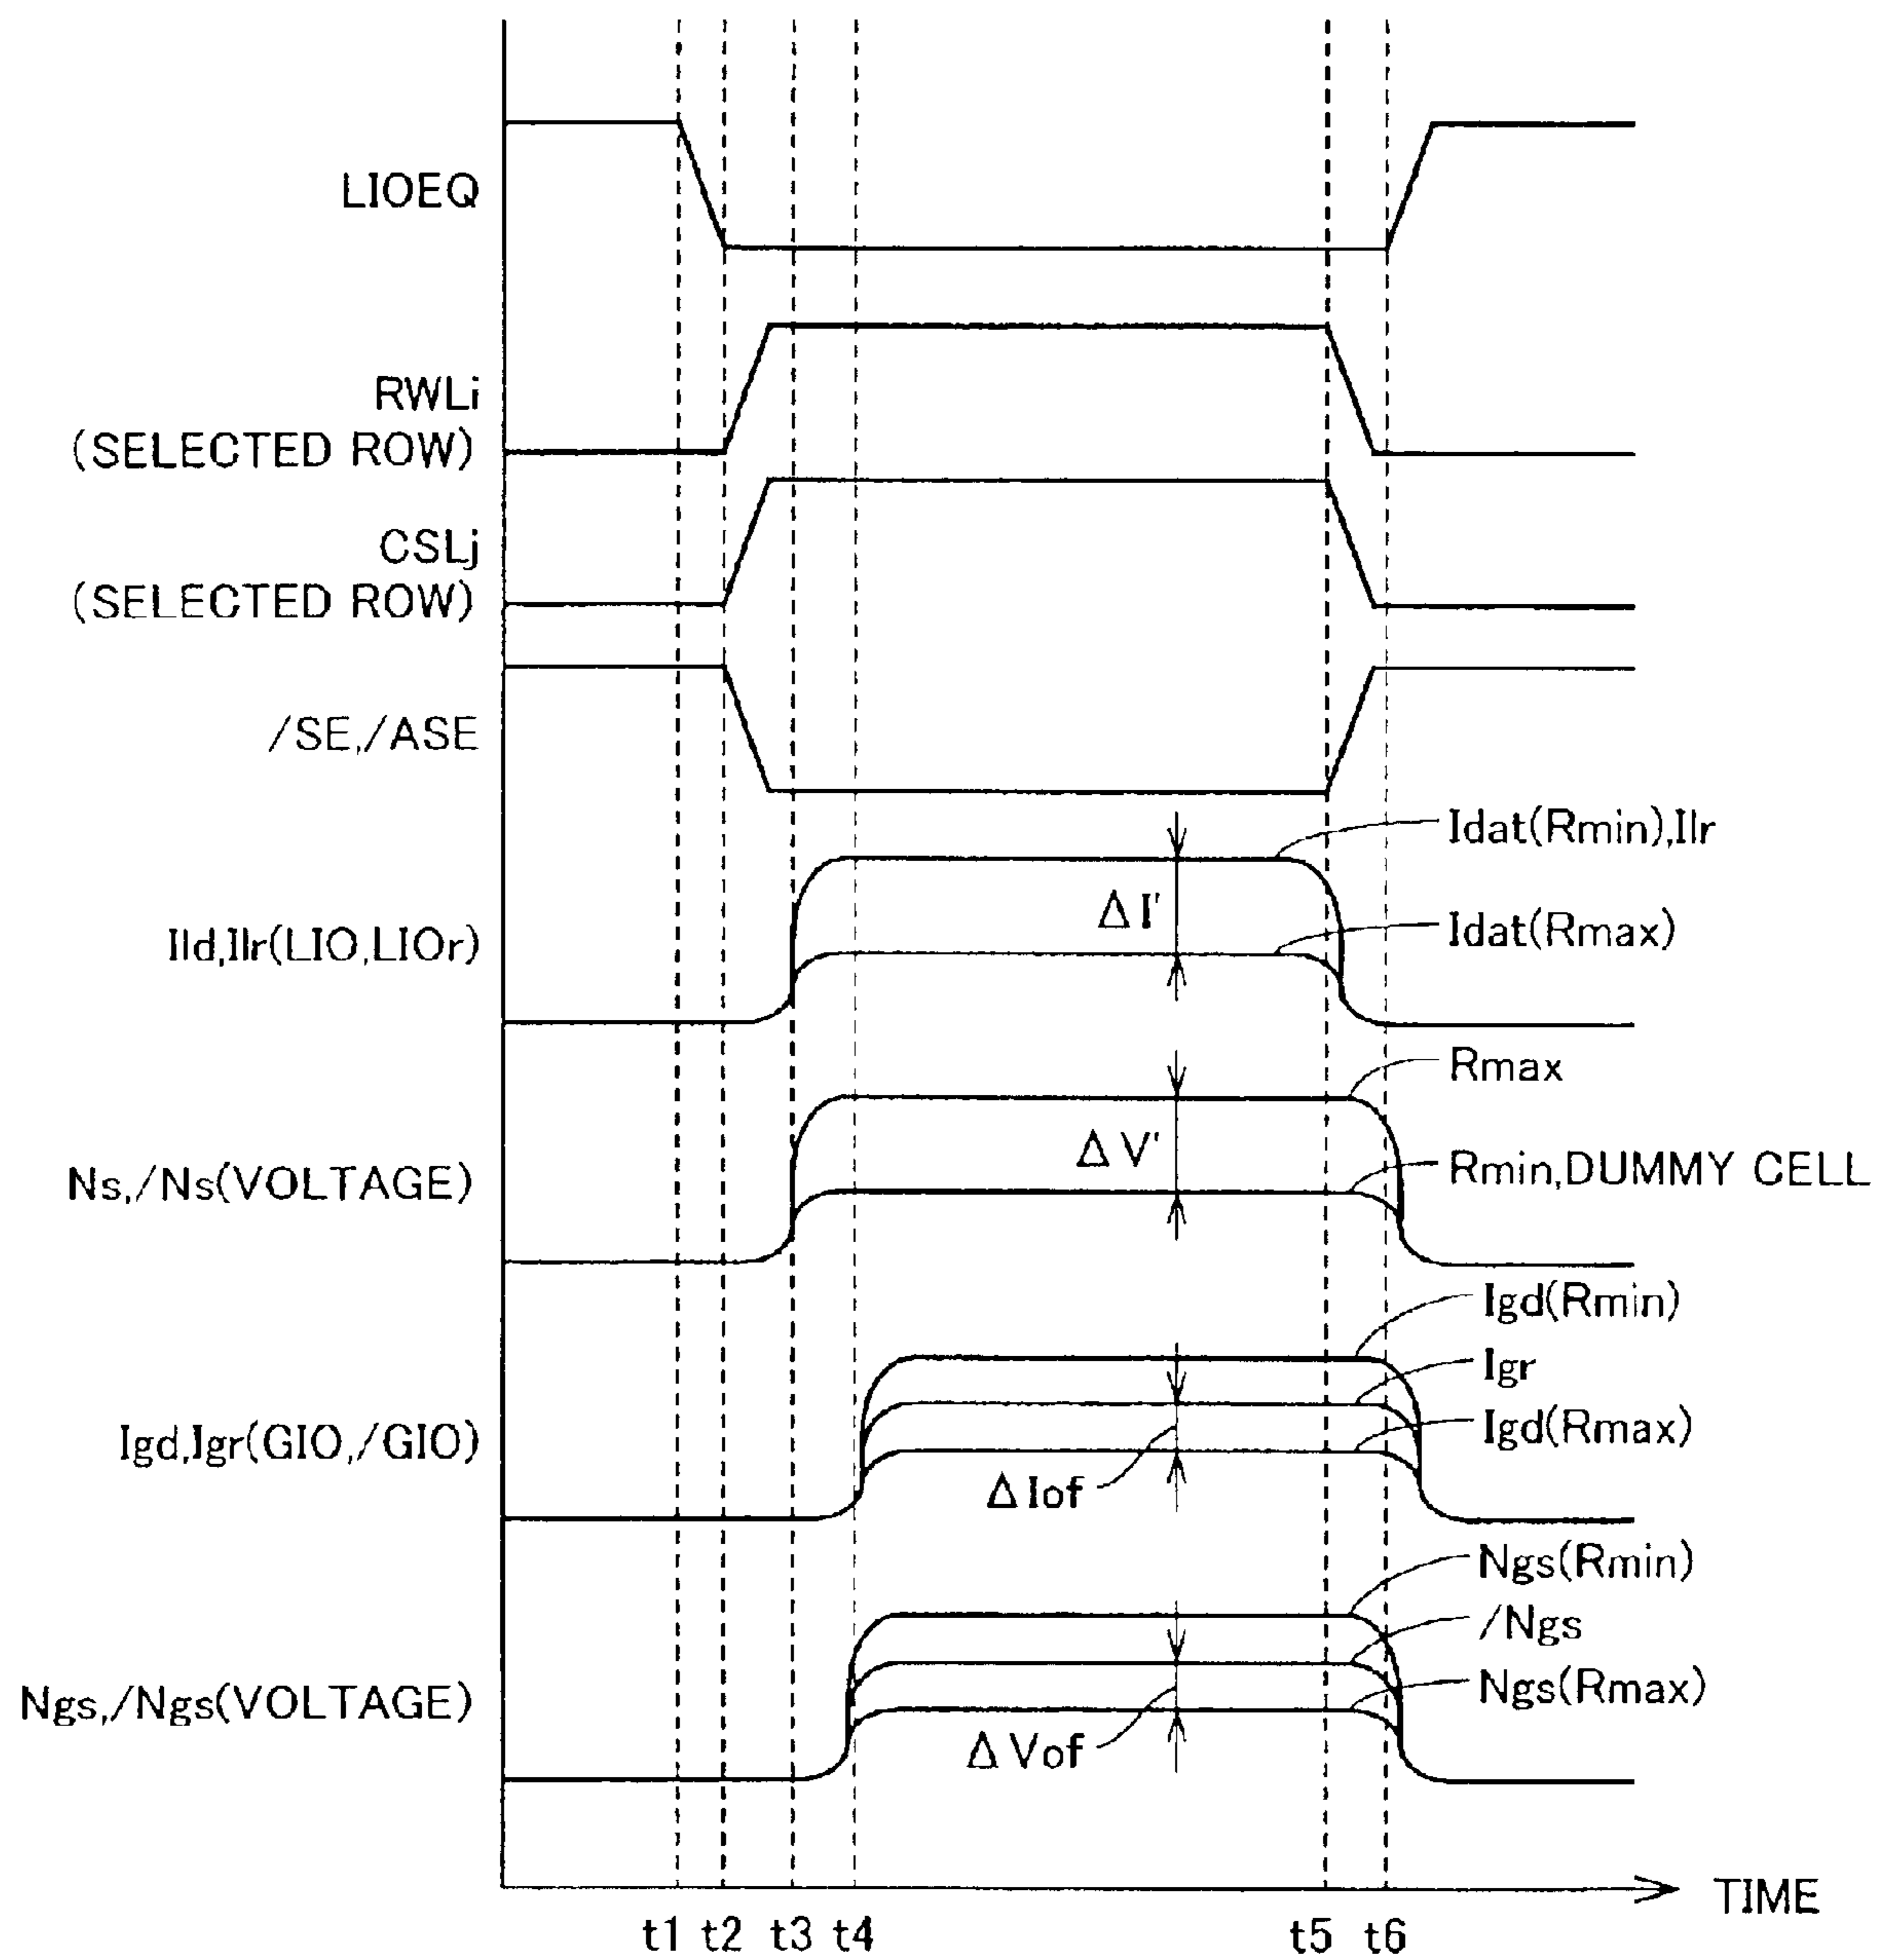 LIOEQ
RWLi
(SELECTED ROW)
CSLj
(SELECTED ROW)
/SE,/ASE
Idat(Rmin),Ilr
ΔI'
Idat(Rmax)
Ild,Ilr(LIO,LIOr)
Rmax
ΔV'
Rmin,DUMMY CELL
Ns,/Ns(VOLTAGE)
Igd(Rmin)
Igr
Igd(Rmax)
Igd,Igr(GIO,/GIO)
ΔIof
Ngs(Rmin)
/Ngs
Ngs(Rmax)
Ngs,/Ngs(VOLTAGE)
ΔVof
TIME
t1 t2 t3 t4 t5 t6